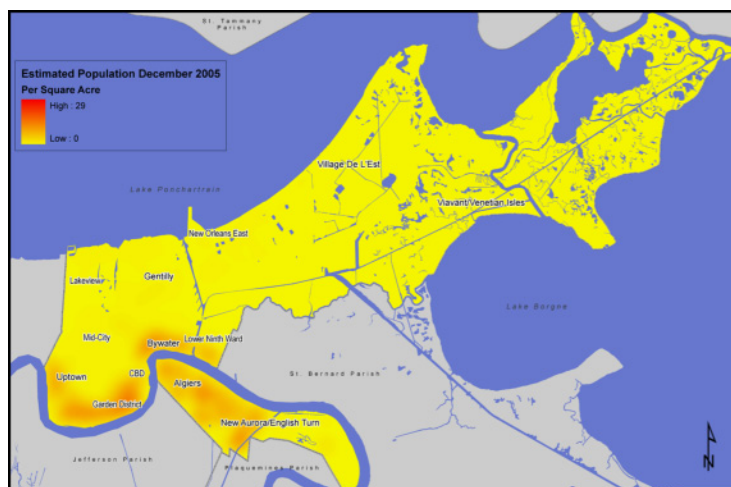 St. Tammany
Parish
Estimated Population December 2005
Per Square Acre
High : 29
Low : 0
Village De L'Est
Lake Ponchartrain
Viavant/Venetian Isles
New Orleans East
Lakeview
Gentilly
Lake Borgne
Mid-City
Bywater
Lower Ninth Ward
Uptown
CBD
St. Bernard Parish
Algiers
Garden District
New Aurora/English Turn
Jefferson Parish
Plaquemines Parish
N